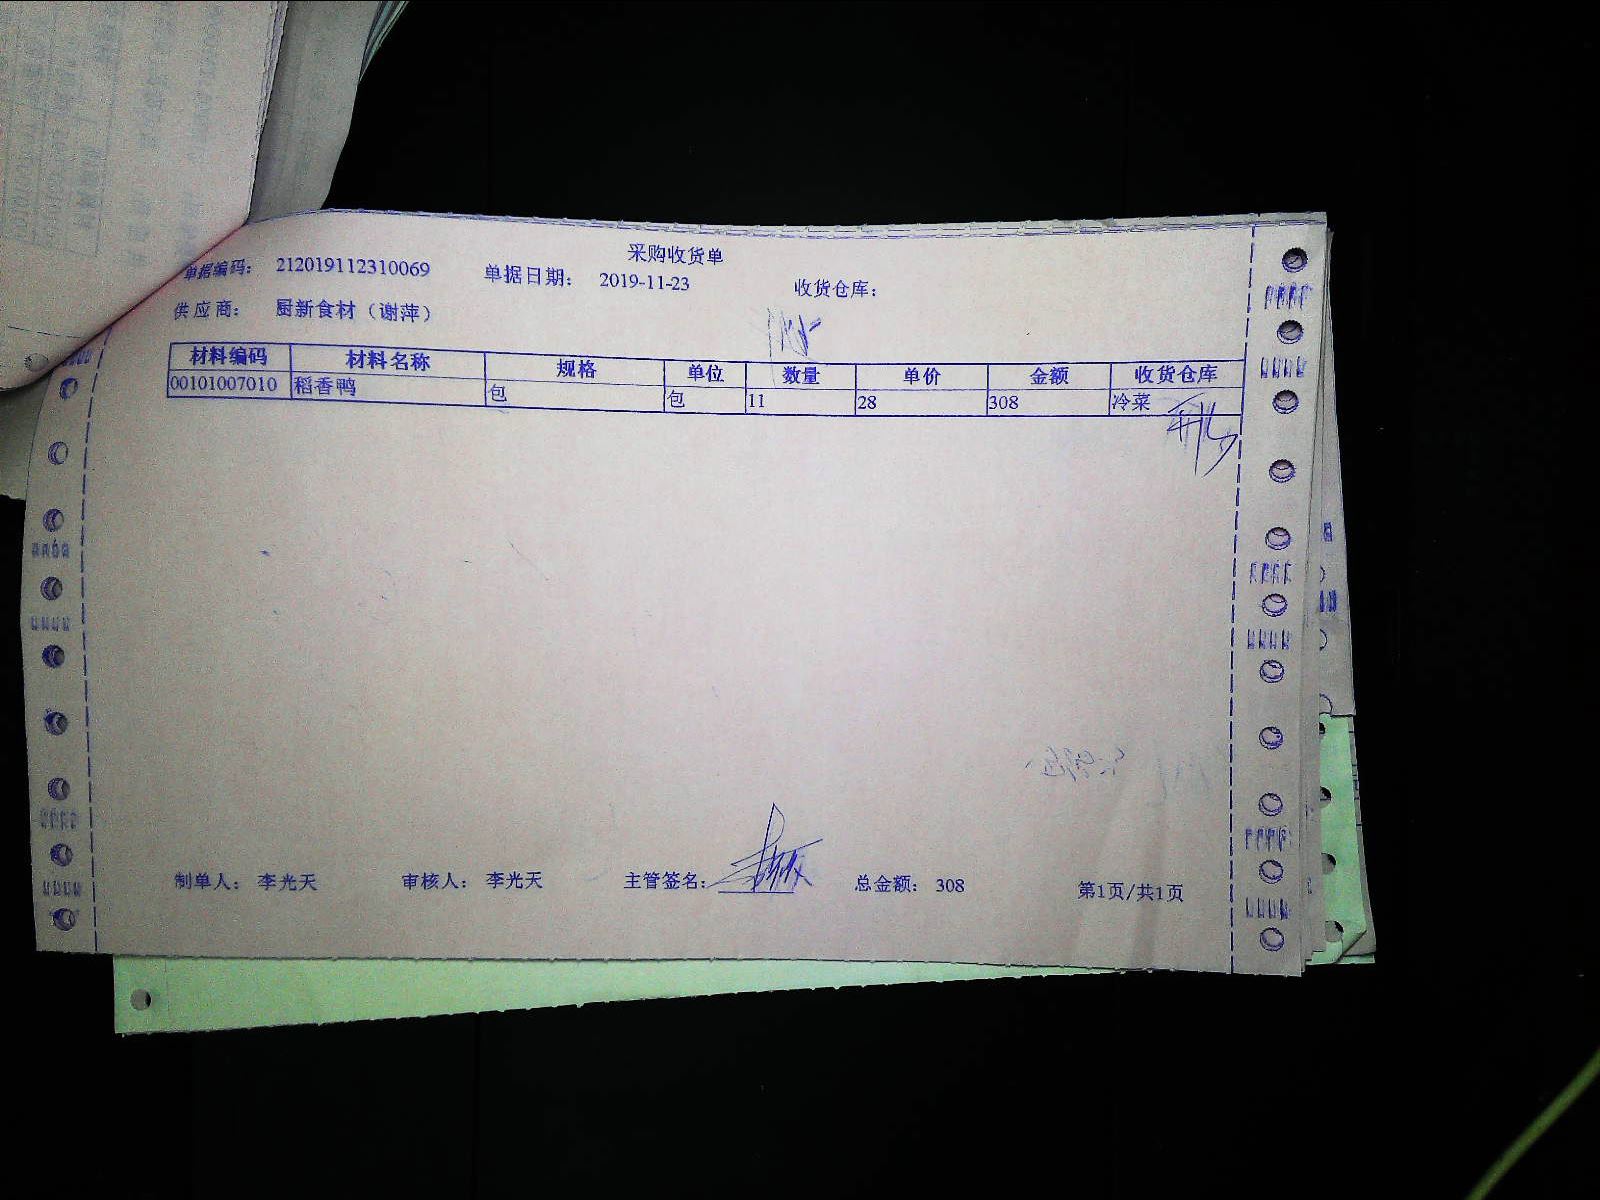 采购收货单
单据编码: 212019112310069 单据日期: 2019-11-23 收货仓库:
供应商: 厨新食材(谢萍)
材料编码 材料名称 规格 单位 数量 单价 金额 收货仓库
00101007010 稻香鸭 包 包 11 28 308 冷菜
制单人: 李光天 审核人: 李光天 主管签名: 总金额: 308 第1页/共1页